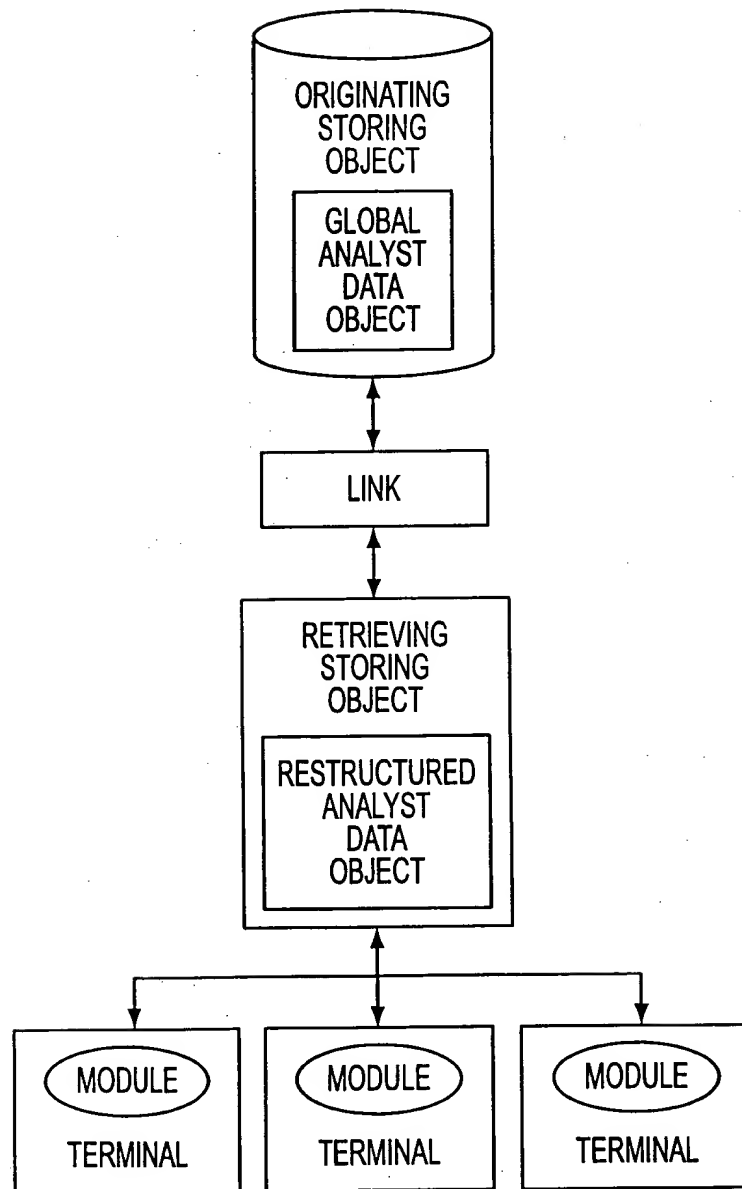 ORIGINATING
STORING
OBJECT
GLOBAL
ANALYST
DATA
OBJECT
LINK
RETRIEVING
STORING
OBJECT
RESTRUCTURED
ANALYST
DATA
OBJECT
MODULE
TERMINAL
MODULE
TERMINAL
MODULE
TERMINAL